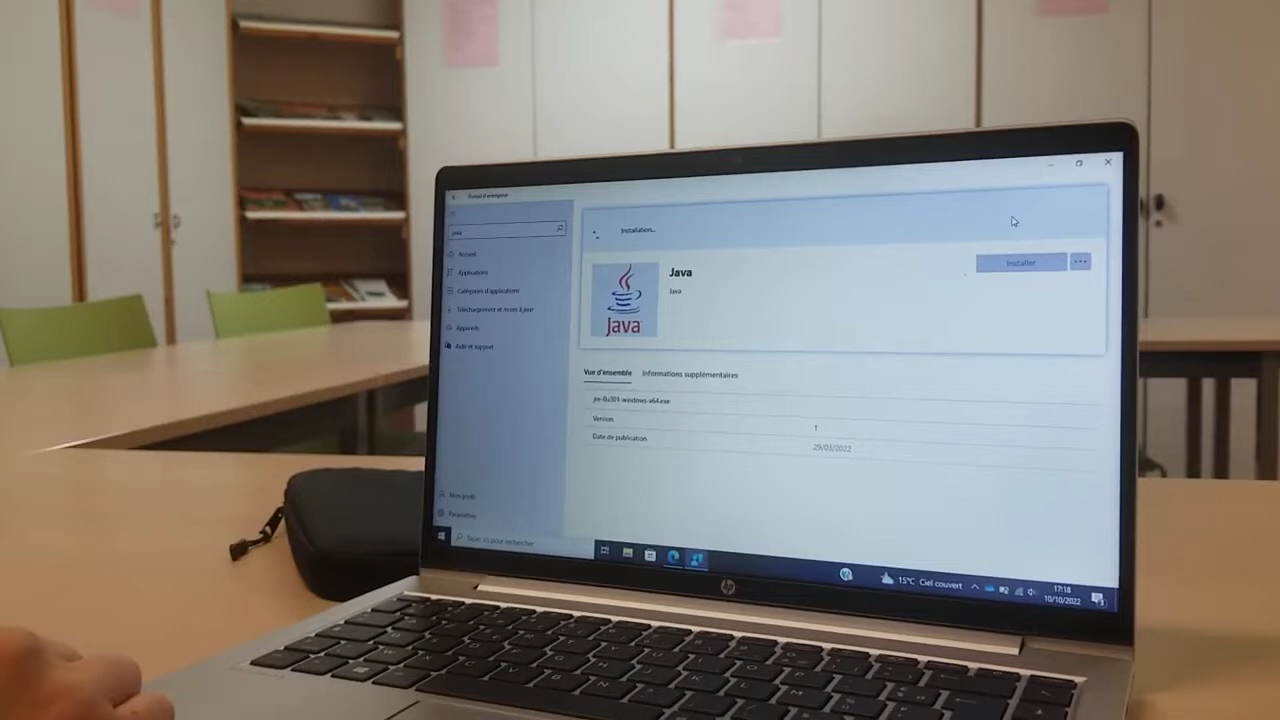 Portail d'entreprise
java
Accueil
Applications
Catégories d'applications
Téléchargement et mises à jour
Appareils
Aide et support
Mon profil
Paramètres
Installation...
Java
Java
Java
Installer
Vue d'ensemble Informations supplémentaires
jre-8u301-windows-x64.exe
Version 1
Date de publication 29/03/2022
Taper ici pour rechercher
15°C Ciel couvert
17:18
10/10/2022
hp